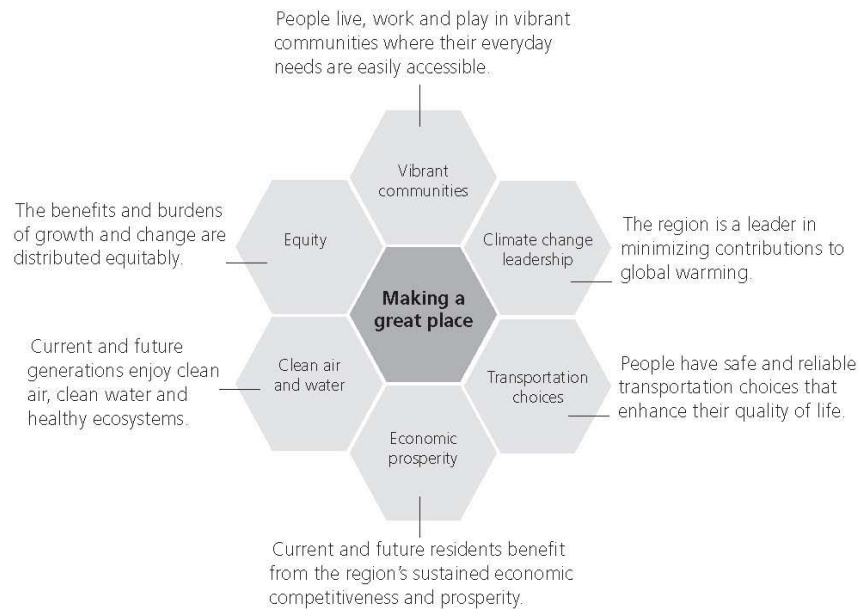 People live, work and play in vibrant
communities where their everyday
needs are easily accessible.
Vibrant
communities
The benefits and burdens
of growth and change are
distributed equitably.
Equity
Climate change
leadership
The region is a leader in
minimizing contributions to
global warming.
Making a
great place
Current and future
generations enjoy clean
air, clean water and
healthy ecosystems.
Clean air
and water
Transportation
choices
People have safe and reliable
transportation choices that
enhance their quality of life.
Economic
prosperity
Current and future residents benefit
from the region's sustained economic
competitiveness and prosperity.